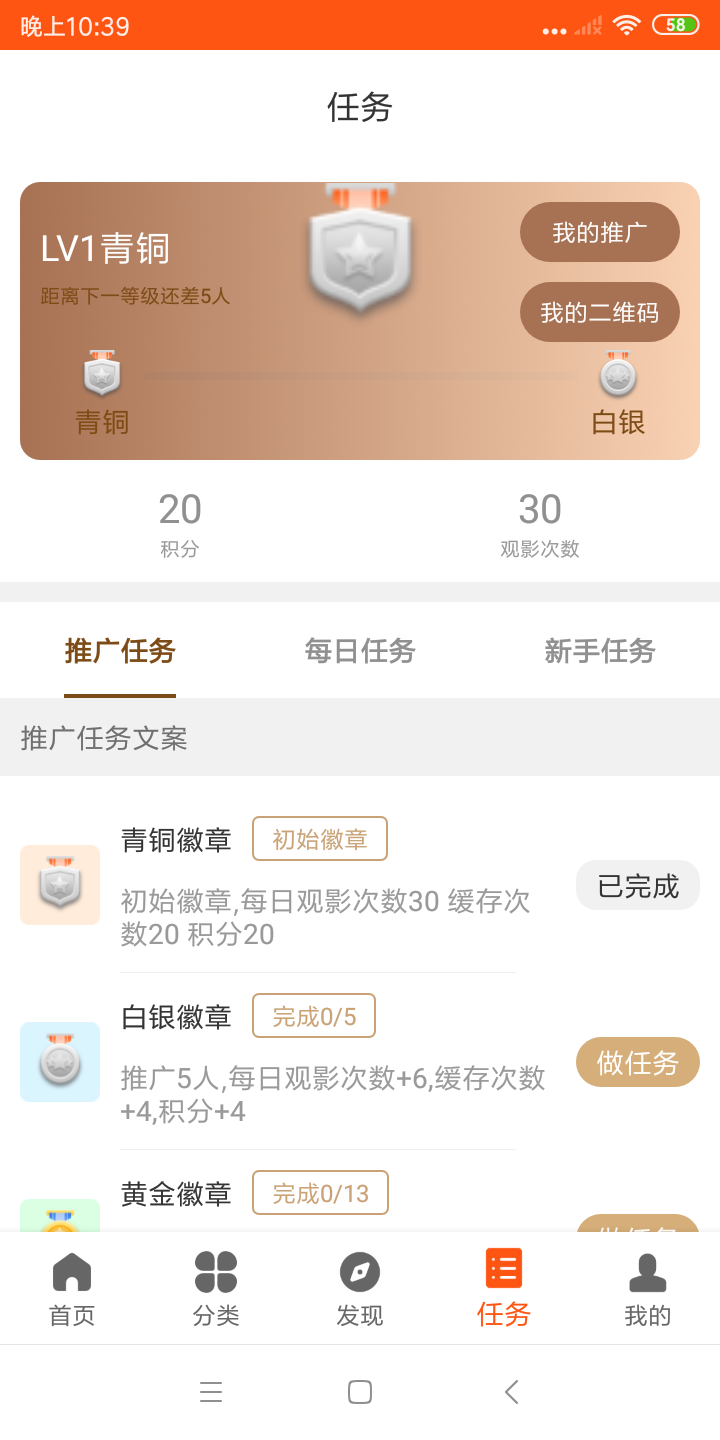 晚上10:39
58
任务
LV1青铜
我的推广
距离下一等级还差5人
我的二维码
青铜
白银
20
30
积分
观影次数
推广任务
每日任务
新手任务
推广任务文案
青铜徽章
初始徽章
初始徽章,每日观影次数30 缓存次
数20 积分20
已完成
白银徽章
完成0/5
推广5人,每日观影次数+6,缓存次数
+4,积分+4
做任务
黄金徽章
完成0/13
做任务
首页
分类
发现
任务
我的